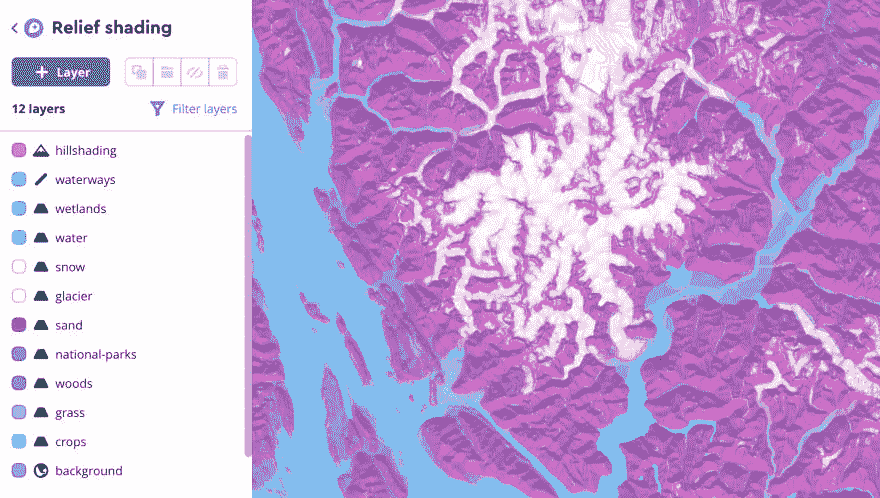 Relief shading
+ Layer
12 layers
Filter layers
hillshading
waterways
wetlands
water
snow
glacier
sand
national-parks
woods
grass
crops
background